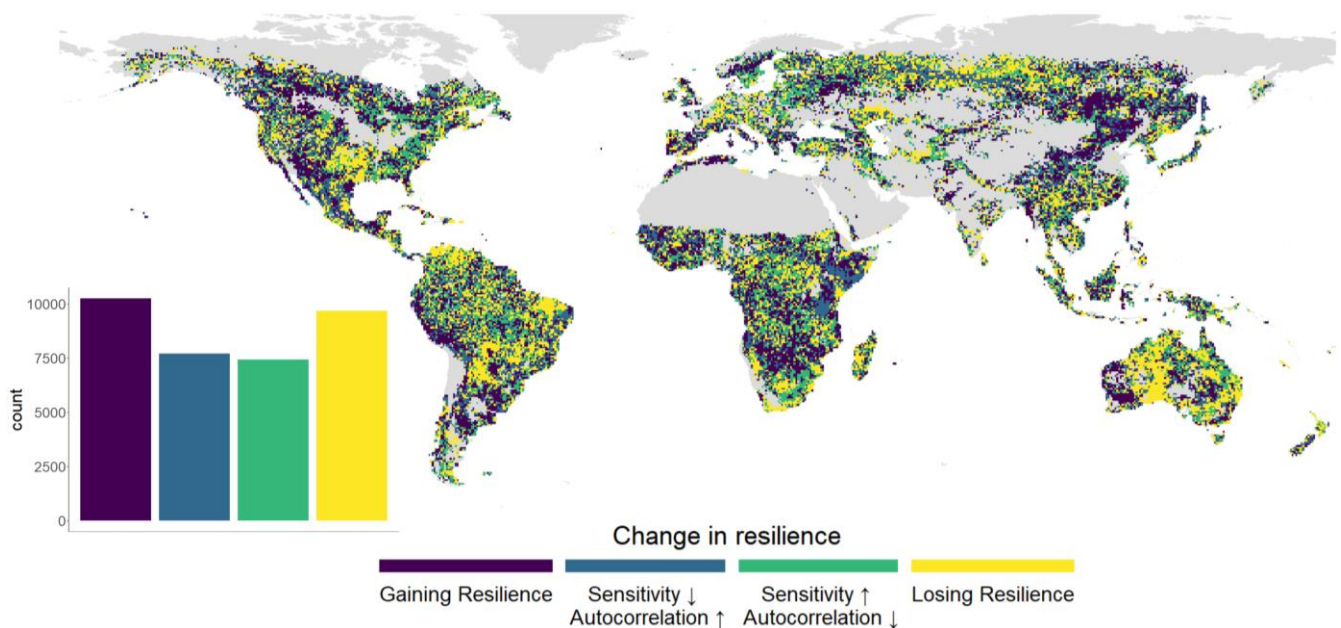 10000
7500
5000
2500
0
count
Change in resilience
Gaining Resilience
Sensitivity ↓
Autocorrelation ↑
Sensitivity ↑
Autocorrelation ↓
Losing Resilience